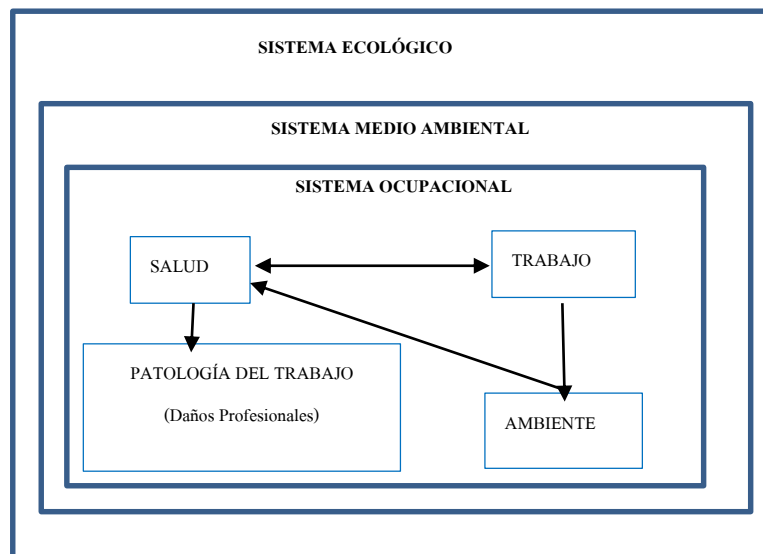 SISTEMA ECOLÓGICO
SISTEMA MEDIO AMBIENTAL
SISTEMA OCUPACIONAL
SALUD
TRABAJO
PATOLOGÍA DEL TRABAJO
(Daños Profesionales)
AMBIENTE